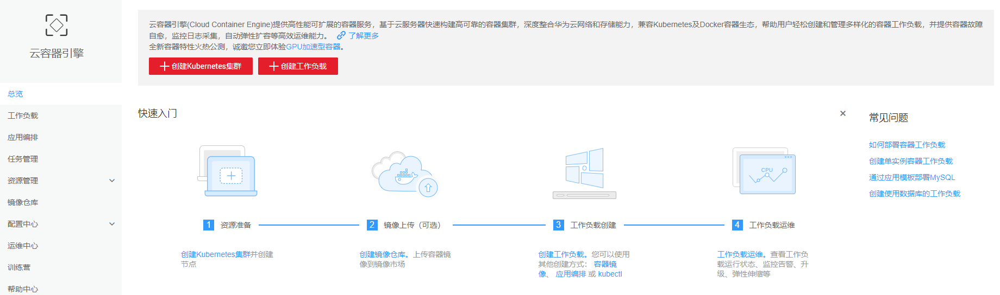 云容器引擎
总览
工作负载
应用编排
任务管理
资源管理
镜像仓库
配置中心
运维中心
训练营
帮助中心
云容器引擎(Cloud Container Engine)提供高性能可扩展的容器服务，基于云服务器快速构建高可靠的容器集群，深度整合华为云网络和存储能力，兼容Kubernetes及Docker容器生态，帮助用户轻松创建和管理多样化的容器工作负载，并提供容器故障
自愈，监控日志采集，自动弹性扩容等高效运维能力。 了解更多
全新容器特性火热公测，诚邀您立即体验GPU加速型容器。
创建Kubernetes集群 创建工作负载
快速入门
CPU
1 资源准备
创建Kubernetes集群并创建
节点
2 镜像上传（可选）
创建镜像仓库。上传容器镜
像到镜像市场
3 工作负载创建
创建工作负载。您可以使用
其他创建方式： 容器镜
像、 应用编排 或 kubectl
4 工作负载运维
工作负载运维。查看工作负
载运行状态、监控告警、升
级、弹性伸缩等
常见问题
如何部署容器工作负载
创建单实例容器工作负载
通过应用模板部署MySQL
创建使用数据库的工作负载